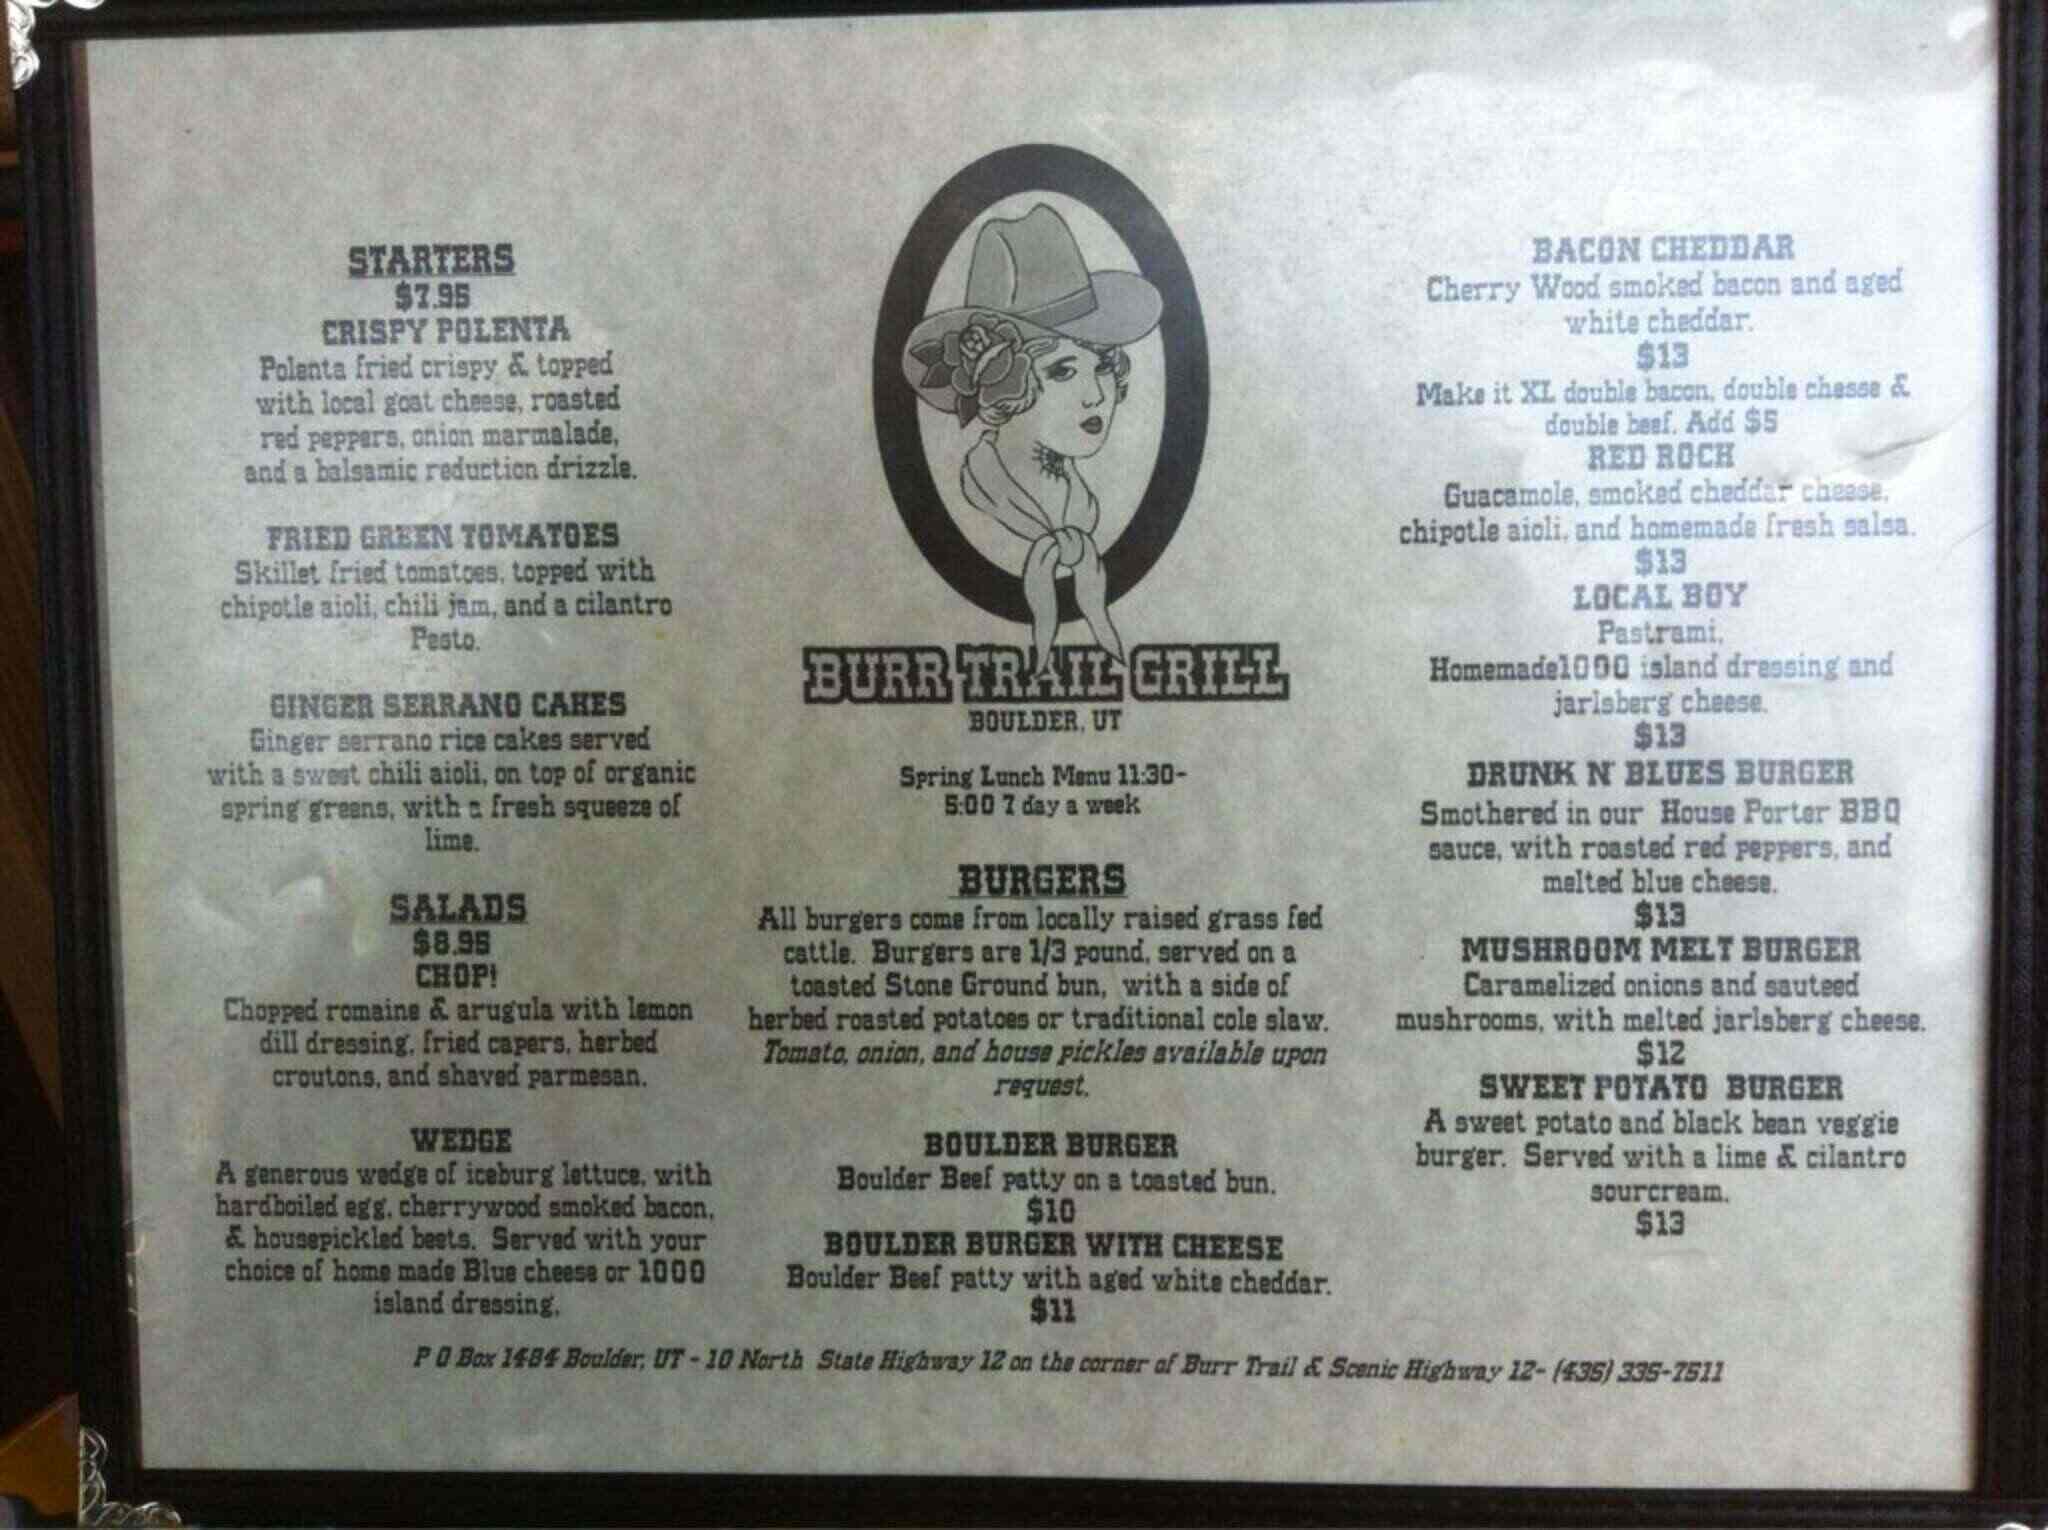 STARTERS
$7.95
CRISPY POLENTA
Polenta fried crispy & topped
with local goat cheese, roasted
red peppers, onion marmalade,
and a balsamic reduction drizzle.
FRIED GREEN TOMATOES
Skillet fried tomatoes, topped with
chipotle aioli, chili jam, and a cilantro
Pesto.
GINGER SERRANO CAKES
Ginger serrano rice cakes served
with a sweet chili aioli, on top of organic
spring greens, with a fresh squeeze of
lime.
SALADS
$8.95
CHOP!
Chopped romaine & arugula with lemon
dill dressing, fried capers, herbed
croutons, and shaved parmesan.
WEDGE
A generous wedge of iceburg lettuce, with
hardboiled egg, cherrywood smoked bacon,
& housepickled beets. Served with your
choice of home made Blue cheese or 1000
island dressing.
BURR TRAIL GRILL
BOULDER, UT
Spring Lunch Menu 11:30-
5:00 7 day a week
BURGERS
All burgers come from locally raised grass fed
cattle. Burgers are 1/3 pound, served on a
toasted Stone Ground bun, with a side of
herbed roasted potatoes or traditional cole slaw.
Tomato, onion, and house pickles available upon
request.
BOULDER BURGER
Boulder Beef patty on a toasted bun.
$10
BOULDER BURGER WITH CHEESE
Boulder Beef patty with aged white cheddar.
$11
BACON CHEDDAR
Cherry Wood smoked bacon and aged
white cheddar.
$13
Make it XL double bacon, double cheese &
double beef. Add $5
RED ROCK
Guacamole, smoked cheddar cheese,
chipotle aioli, and homemade fresh salsa.
$13
LOCAL BOY
Pastrami,
Homemade1000 island dressing and
jarlsberg cheese.
$13
DRUNK N' BLUES BURGER
Smothered in our House Porter BBQ
sauce, with roasted red peppers, and
melted blue cheese.
$13
MUSHROOM MELT BURGER
Caramelized onions and sauteed
mushrooms, with melted jarlsberg cheese.
$12
SWEET POTATO BURGER
A sweet potato and black bean veggie
burger. Served with a lime & cilantro
sourcream.
$13
P O Box 1484 Boulder, UT - 10 North State Highway 12 on the corner of Burr Trail & Scenic Highway 12- (435) 335-7511